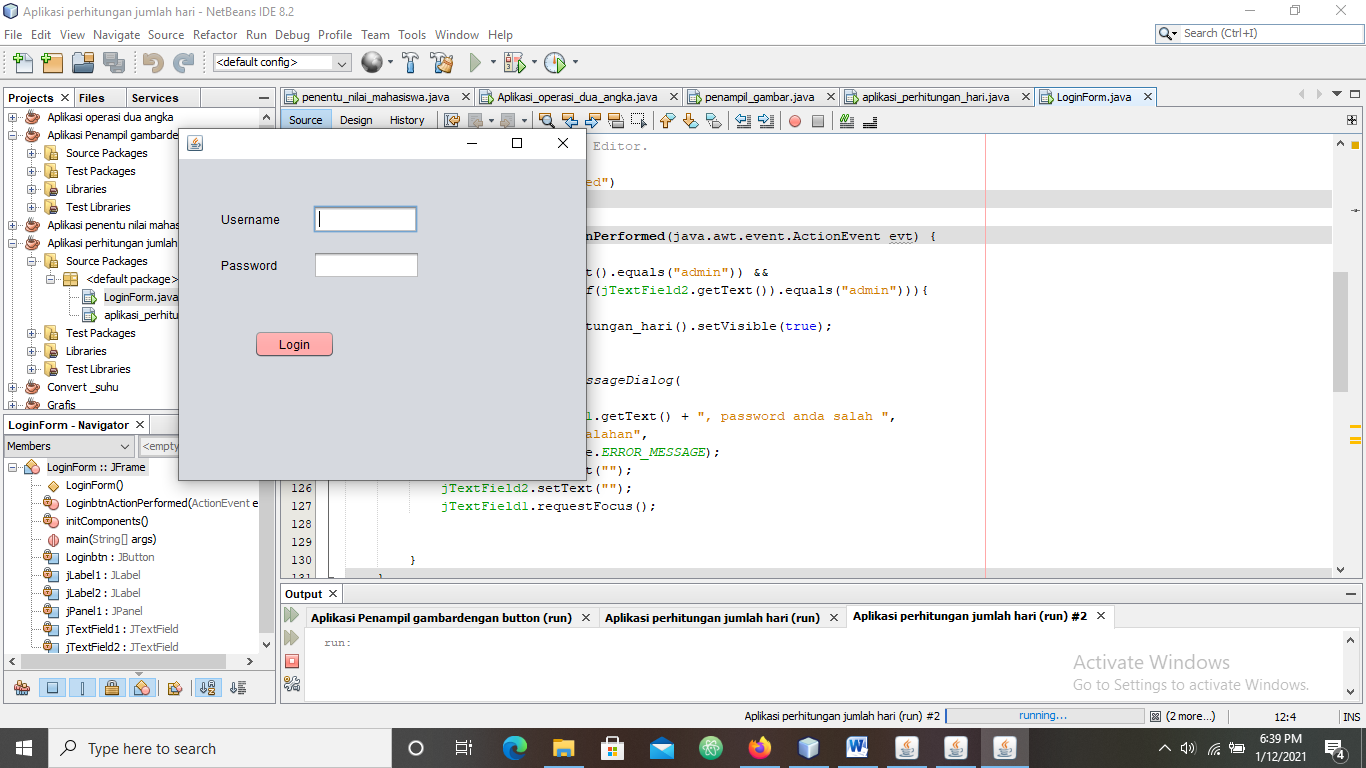 Aplikasi perhitungan jumlah hari - NetBeans IDE 8.2
File Edit View Navigate Source Refactor Run Debug Profile Team Tools Window Help
Search (Ctrl+I)
<default config>
Projects Files Services
Aplikasi operasi dua angka
Aplikasi Penampil gambarde
Source Packages
Test Packages
Libraries
Test Libraries
Aplikasi penentu nilai mahas
Aplikasi perhitungan jumlah
Source Packages
<default package>
LoginForm.java
aplikasi_perhitu
Test Packages
Libraries
Test Libraries
Convert _suhu
Grafis
LoginForm - Navigator
Members
<empty
LoginForm :: JFrame
LoginForm()
LoginbtnActionPerformed(ActionEvent e
initComponents()
main(String[] args)
Loginbtn : JButton
jLabel1 : JLabel
jLabel2 : JLabel
jPanel1 : JPanel
jTextField1 : JTextField
jTextField2 : JTextField
Username
Password
Login
penentu_nilai_mahasiswa.java Aplikasi_operasi_dua_angka.java penampil_gambar.java aplikasi_perhitungan_hari.java LoginForm.java
Source Design History
Editor.
ed")
nPerformed(java.awt.event.ActionEvent evt) {
t().equals("admin")) &&
f(jTextField2.getText()).equals("admin"))){
tungan_hari().setVisible(true);
ssageDialog(
l.getText() + ", password anda salah ",
alahan",
e.ERROR_MESSAGE);
t("");
126 jTextField2.setText("");
127 jTextField1.requestFocus();
128
129
130 }
131 }
Output
Aplikasi Penampil gambardengan button (run) Aplikasi perhitungan jumlah hari (run) Aplikasi perhitungan jumlah hari (run) #2
run:
Activate Windows
Go to Settings to activate Windows.
Aplikasi perhitungan jumlah hari (run) #2 running... (2 more...) 12:4 INS
Type here to search
6:39 PM
1/12/2021
4